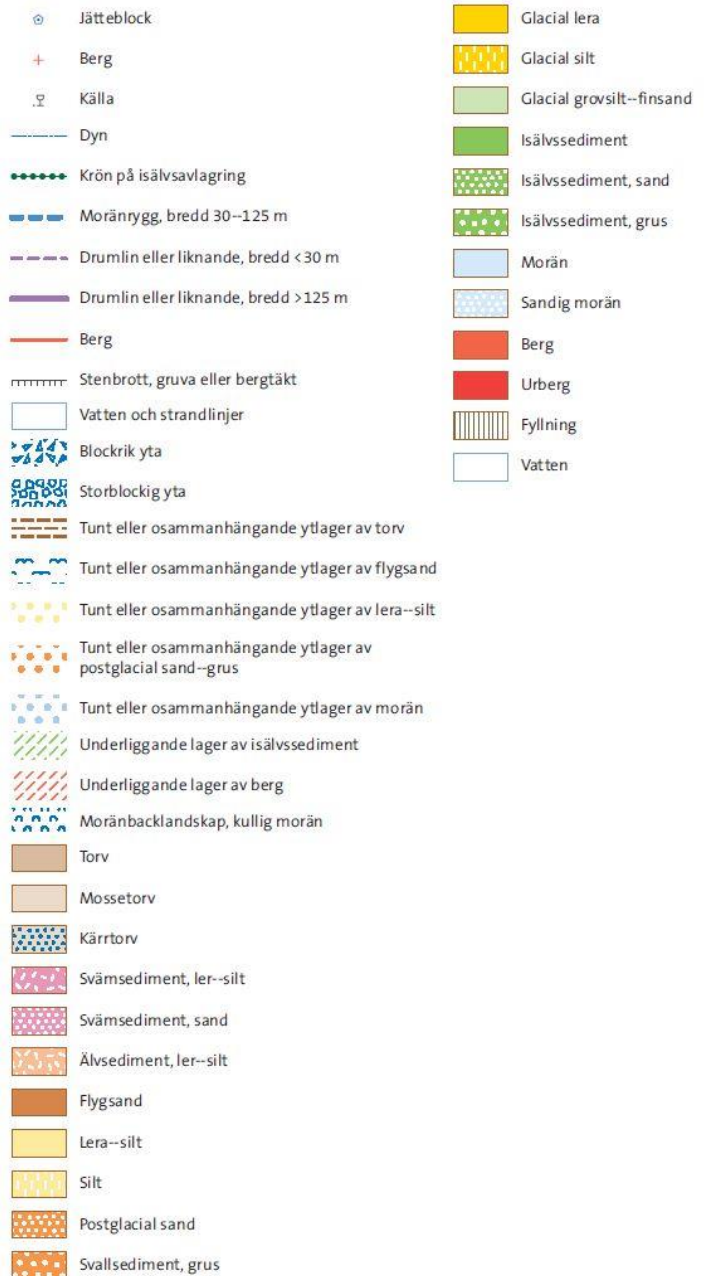 Jätteblock
Berg
Källa
Dyn
Krön på isälvsavlagring
Moränrygg, bredd 30--125 m
Drumlin eller liknande, bredd <30 m
Drumlin eller liknande, bredd >125 m
Berg
Stenbrott, gruva eller bergtäkt
Vatten och strandlinjer
Blockrik yta
Storblockig yta
Tunt eller osammanhängande ytlager av torv
Tunt eller osammanhängande ytlager av flygsand
Tunt eller osammanhängande ytlager av lera--silt
Tunt eller osammanhängande ytlager av
postglacial sand--grus
Tunt eller osammanhängande ytlager av morän
Underliggande lager av isälvssediment
Underliggande lager av berg
Moränbacklandskap, kullig morän
Torv
Mossetorv
Kärrtorv
Svämsediment, ler--silt
Svämsediment, sand
Älvsediment, ler--silt
Flygsand
Lera--silt
Silt
Postglacial sand
Svallsediment, grus
Glacial lera
Glacial silt
Glacial grovsilt--finsand
Isälvssediment
Isälvssediment, sand
Isälvssediment, grus
Morän
Sandig morän
Berg
Urberg
Fyllning
Vatten